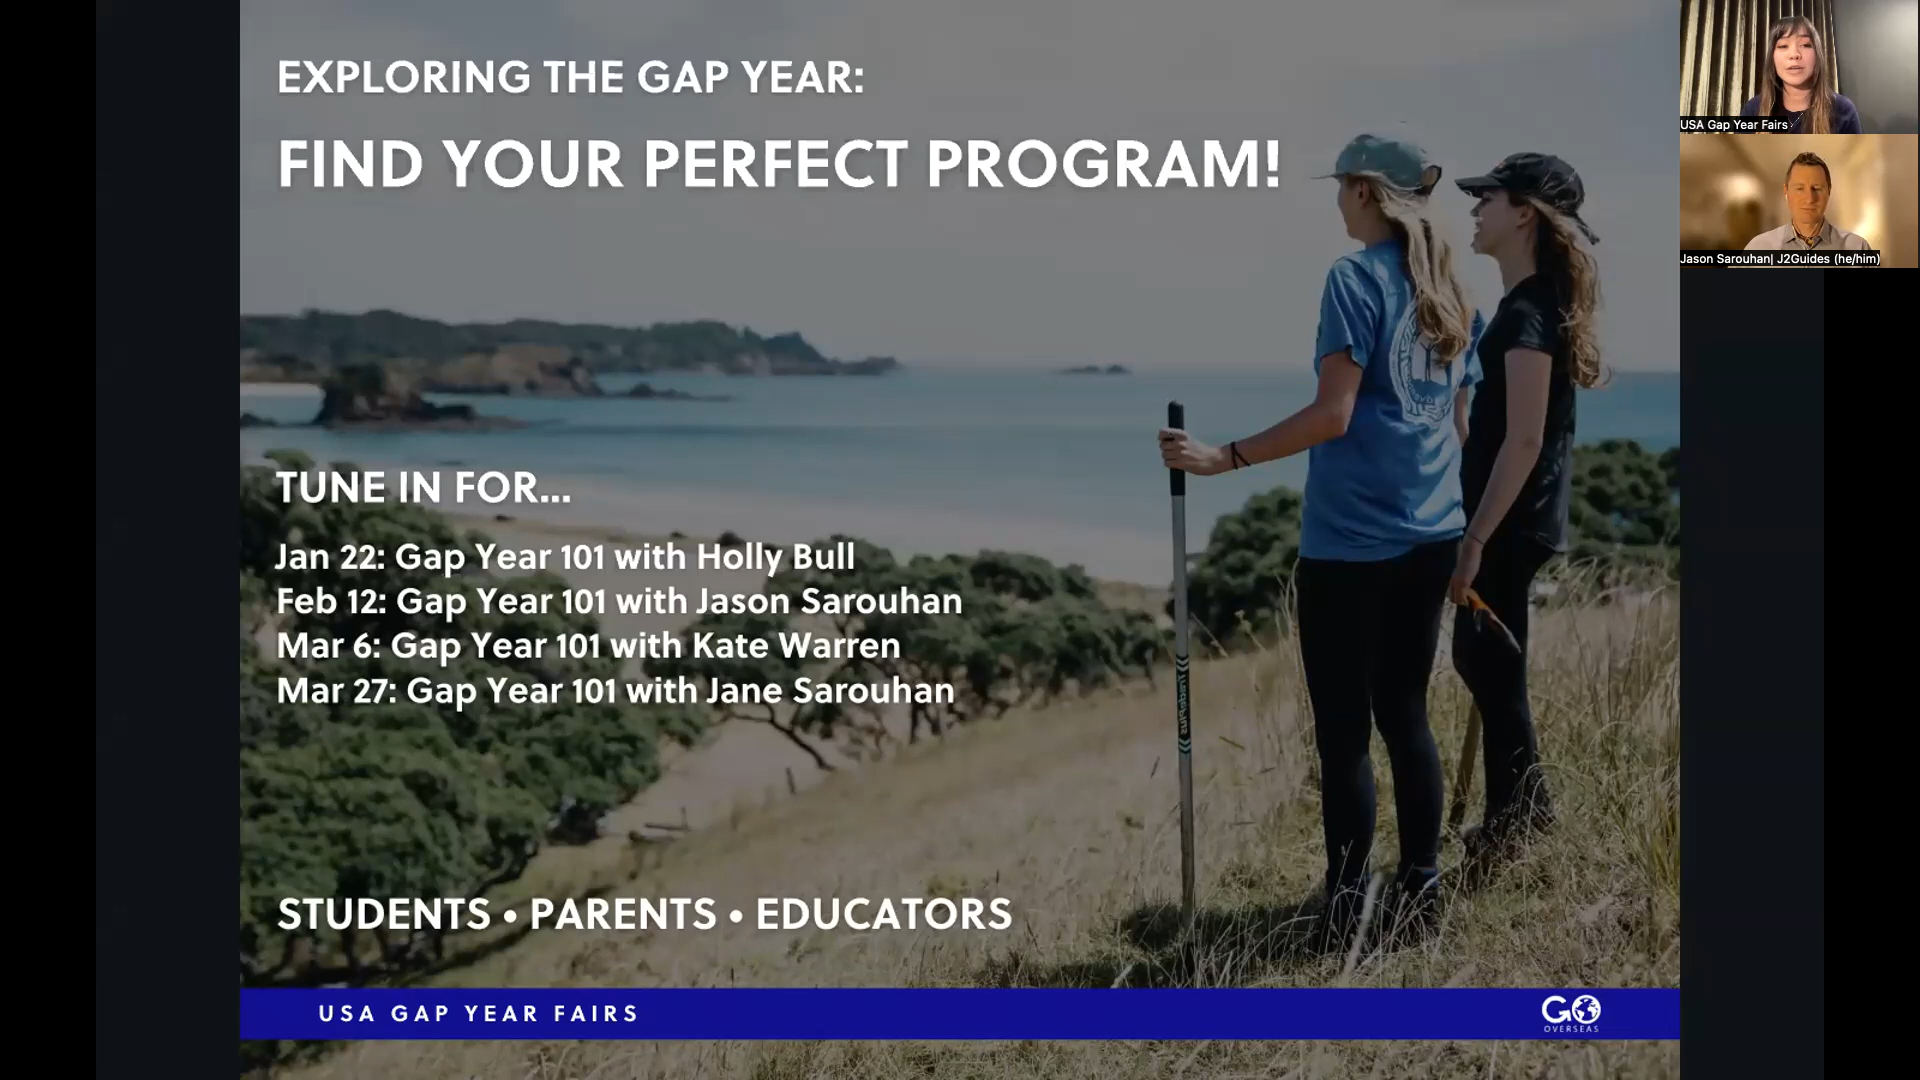 EXPLORING THE GAP YEAR:
FIND YOUR PERFECT PROGRAM!
USA Gap Year Fairs
Jason Sarouhan| J2Guides (he/him)
TUNE IN FOR...
Jan 22: Gap Year 101 with Holly Bull
Feb 12: Gap Year 101 with Jason Sarouhan
Mar 6: Gap Year 101 with Kate Warren
Mar 27: Gap Year 101 with Jane Sarouhan
STUDENTS • PARENTS • EDUCATORS
USA GAP YEAR FAIRS
GO
OVERSEAS